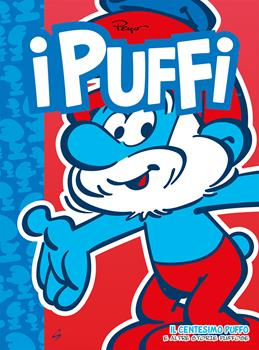 Peyo
i PUFFi
IL CENTESIMO PUFFO
E ALTRE STORIE PUFFOSE